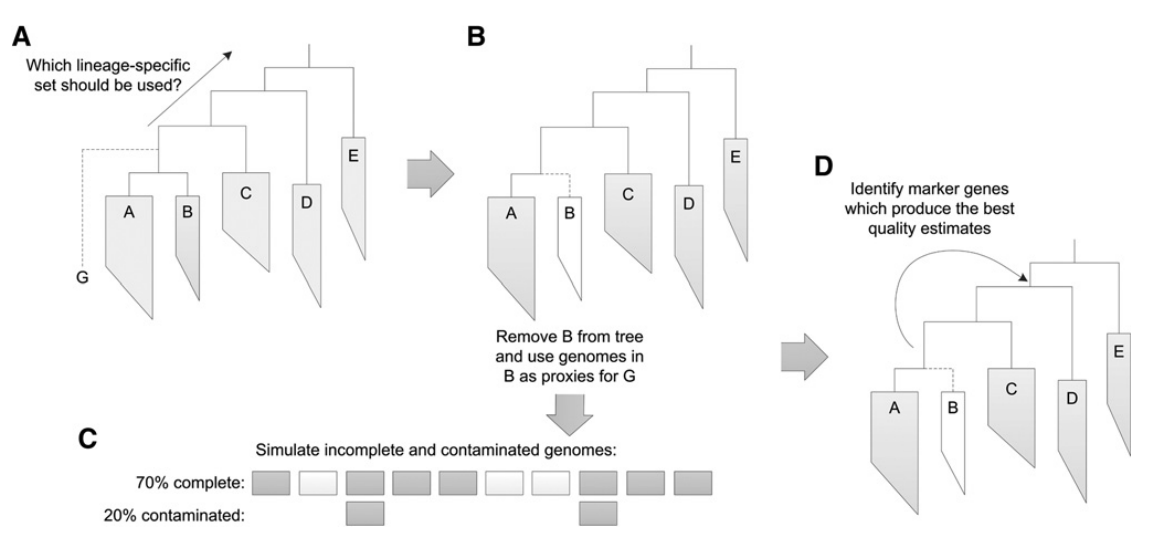 A
Which lineage-specific
set should be used?
G
A
B
C
D
E
B
A
B
C
D
E
Remove B from tree
and use genomes in
B as proxies for G
C
Simulate incomplete and contaminated genomes:
70% complete:
20% contaminated:
D
Identify marker genes
which produce the best
quality estimates
A
B
C
D
E